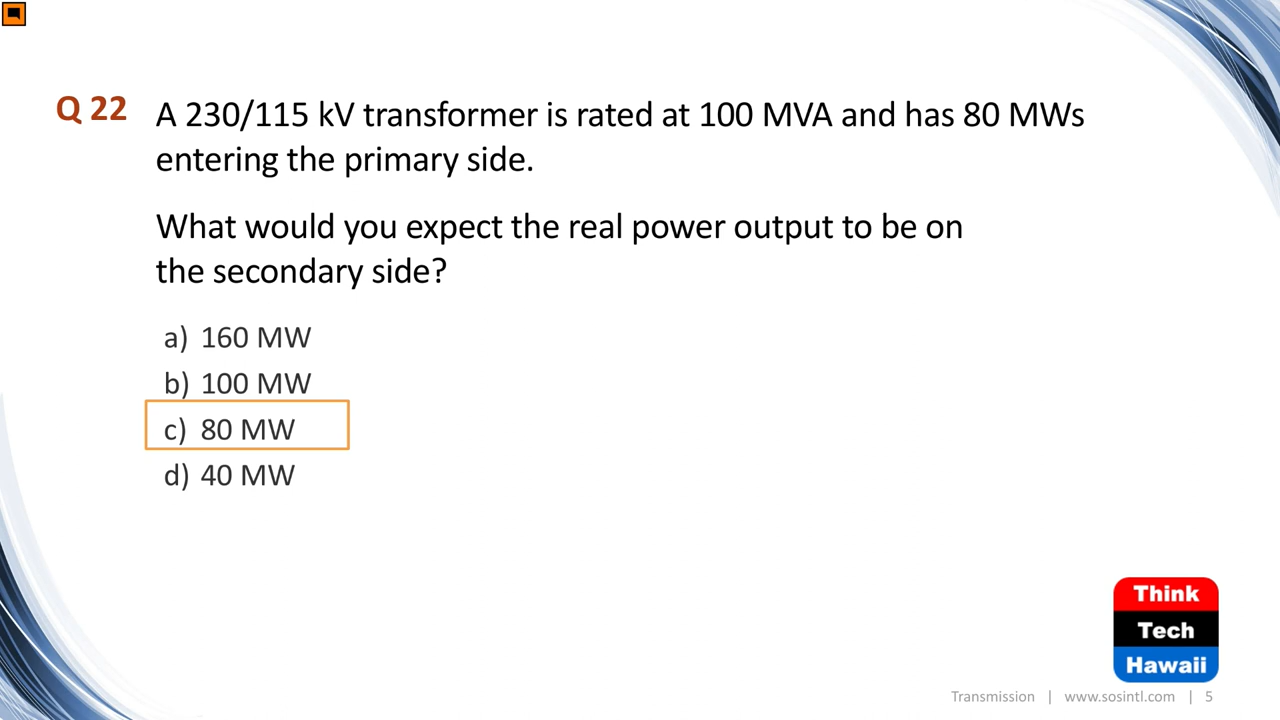 Q 22 A 230/115 kV transformer is rated at 100 MVA and has 80 MWs
entering the primary side.
What would you expect the real power output to be on
the secondary side?
a) 160 MW
b) 100 MW
c) 80 MW
d) 40 MW
Think
Tech
Hawaii
Transmission | www.sosintl.com | 5